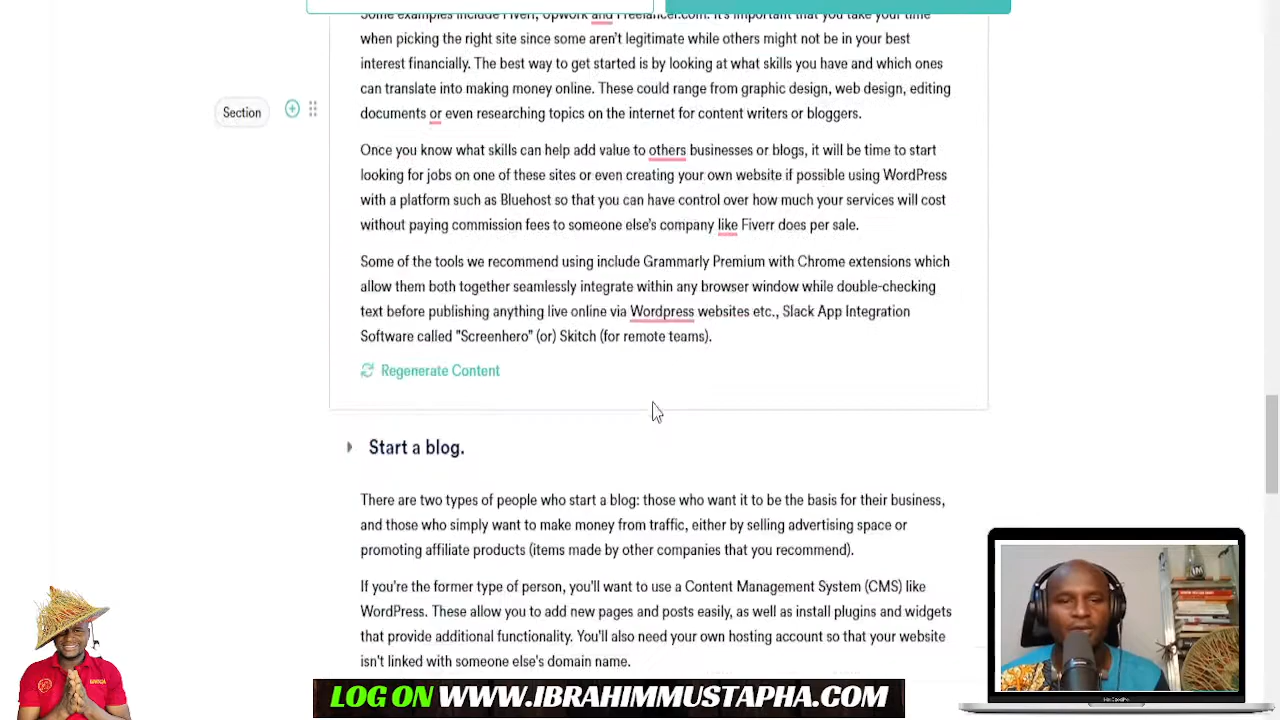 Some examples include Fiverr, Upwork and Freelancer.com. It's important that you take your time
when picking the right site since some aren't legitimate while others might not be in your best
interest financially. The best way to get started is by looking at what skills you have and which ones
can translate into making money online. These could range from graphic design, web design, editing
documents or even researching topics on the internet for content writers or bloggers.
Section
Once you know what skills can help add value to others businesses or blogs, it will be time to start
looking for jobs on one of these sites or even creating your own website if possible using WordPress
with a platform such as Bluehost so that you can have control over how much your services will cost
without paying commission fees to someone else's company like Fiverr does per sale.
Some of the tools we recommend using include Grammarly Premium with Chrome extensions which
allow them both together seamlessly integrate within any browser window while double-checking
text before publishing anything live online via Wordpress websites etc., Slack App Integration
Software called "Screenhero" (or) Skitch (for remote teams).
Regenerate Content
Start a blog.
There are two types of people who start a blog: those who want it to be the basis for their business,
and those who simply want to make money from traffic, either by selling advertising space or
promoting affiliate products (items made by other companies that you recommend).
If you're the former type of person, you'll want to use a Content Management System (CMS) like
WordPress. These allow you to add new pages and posts easily, as well as install plugins and widgets
that provide additional functionality. You'll also need your own hosting account so that your website
isn't linked with someone else's domain name.
LOG ON WWW.IBRAHIMMUSTAPHA.COM